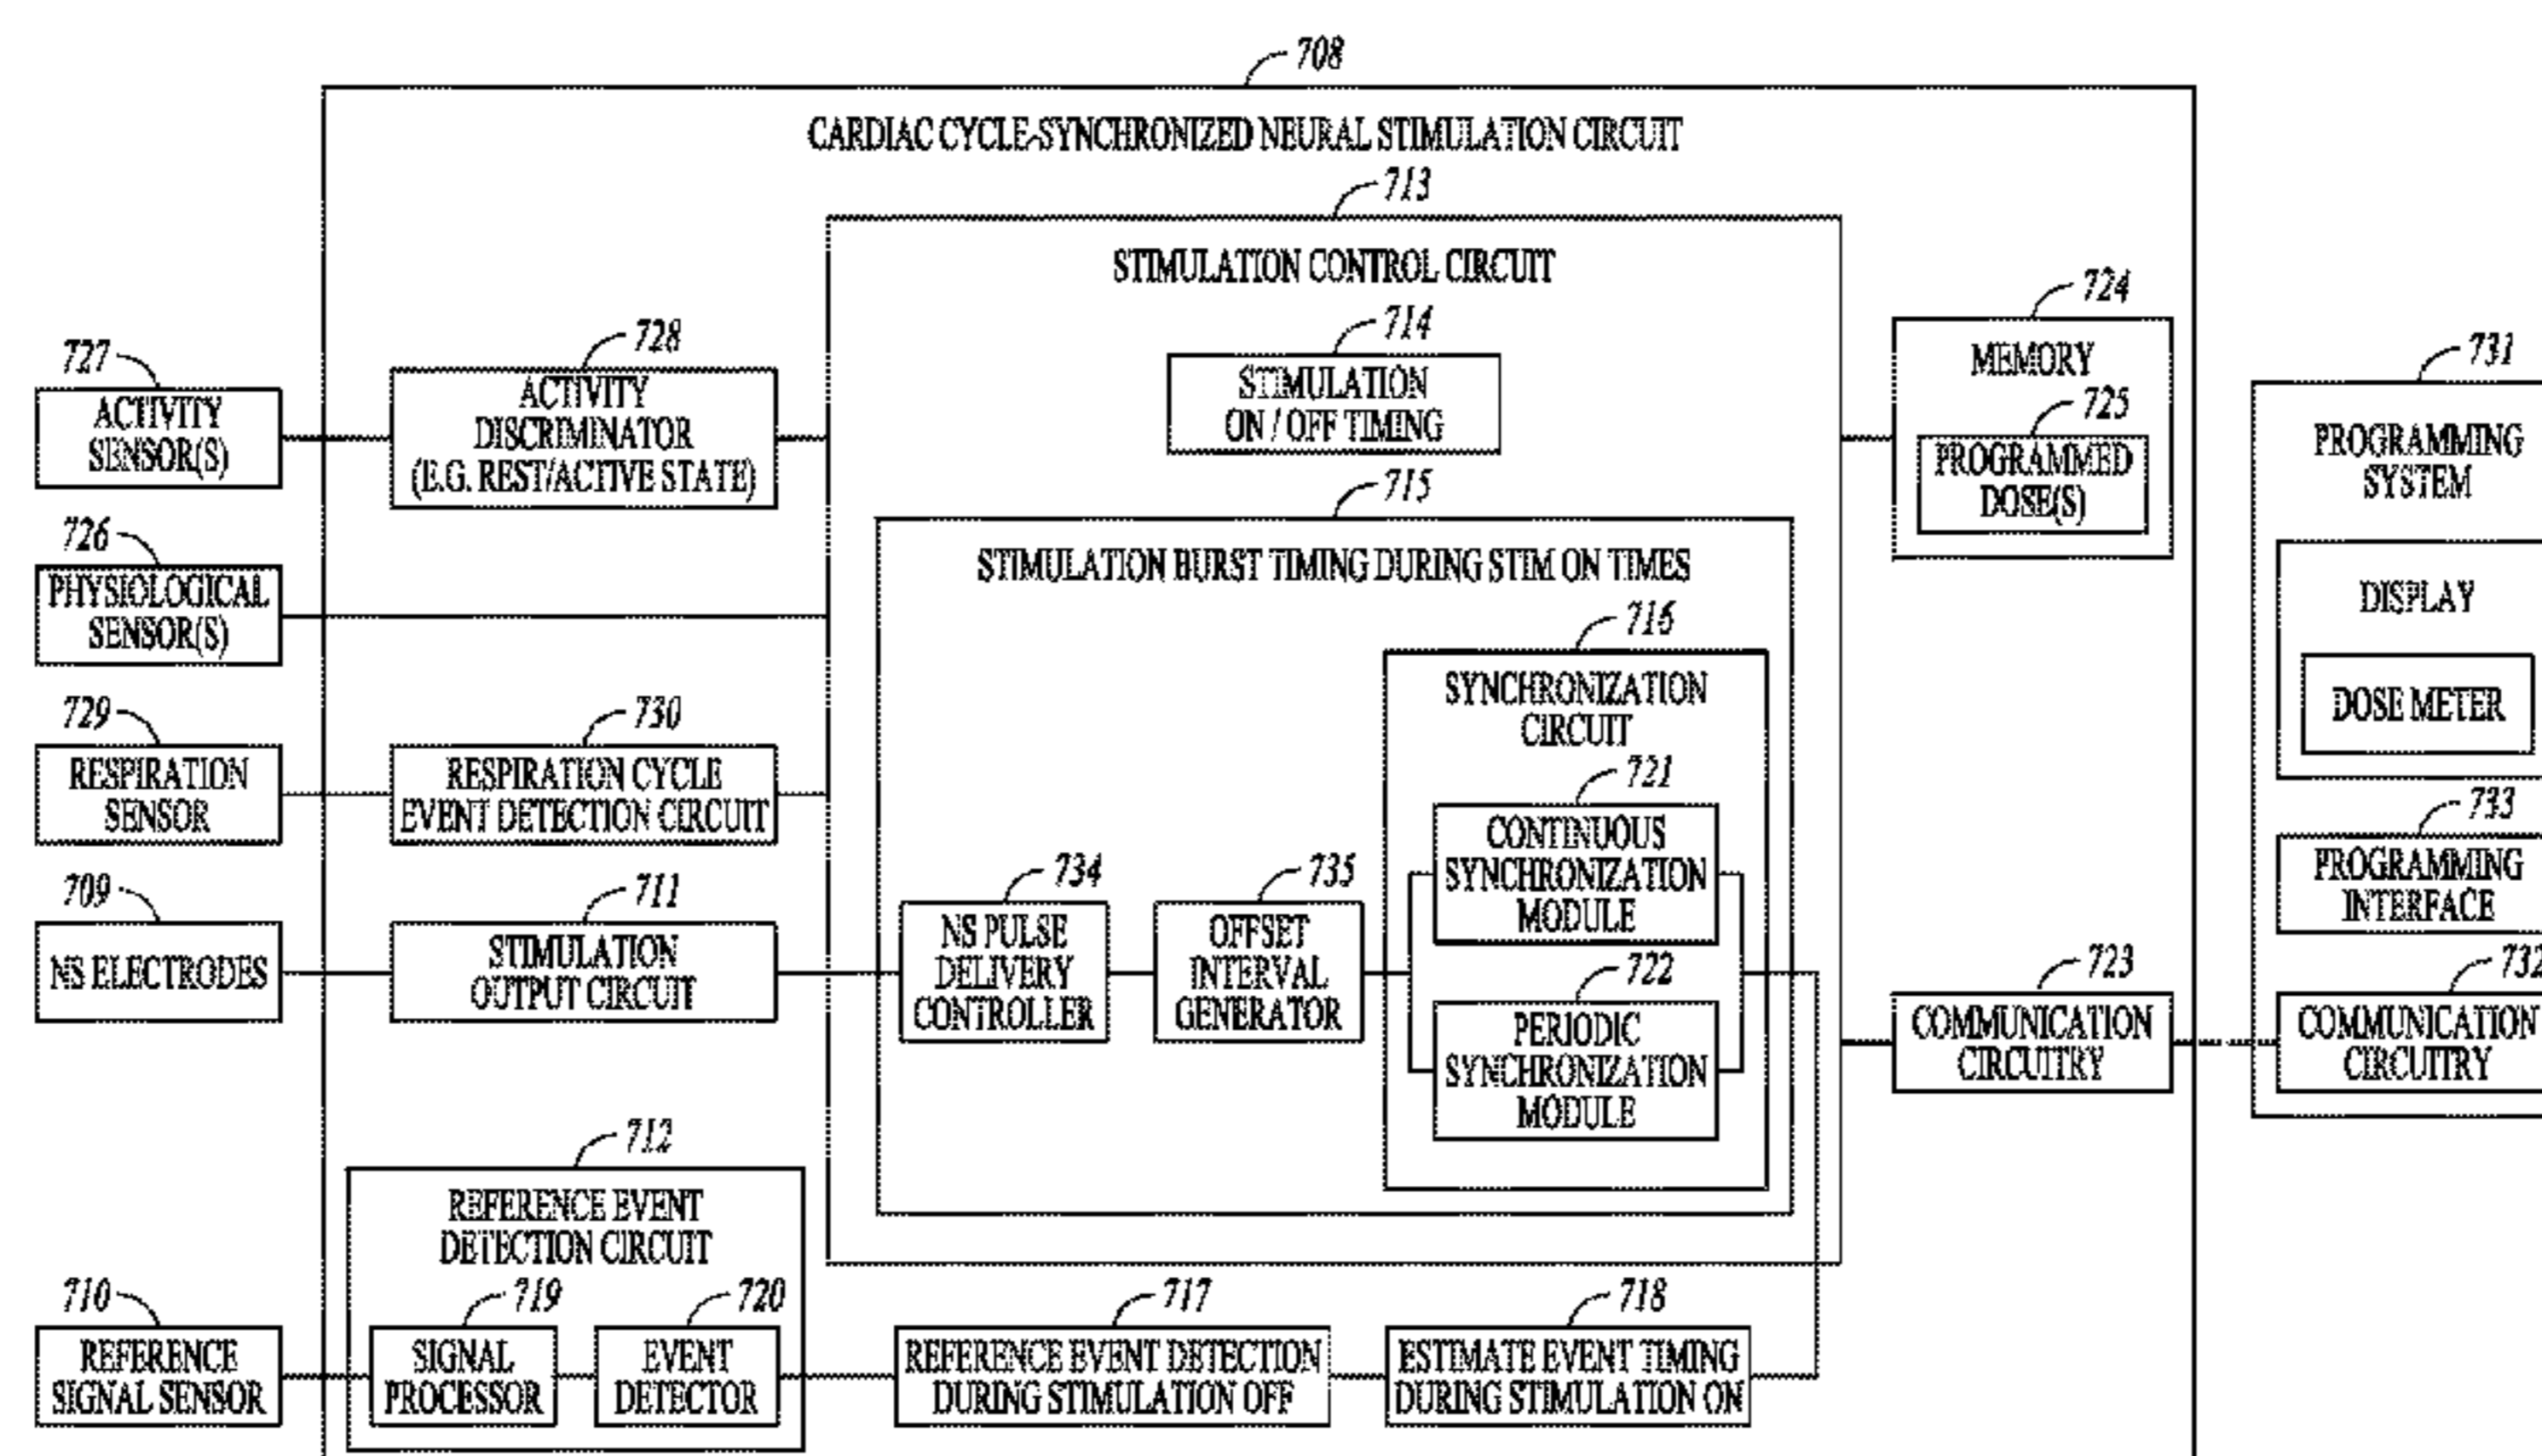 708
CARDIAC CYCLE-SYNCHRONIZED NEURAL STIMULATION CIRCUIT
713
STIMULATION CONTROL CIRCUIT
714
STIMULATION
ON / OFF TIMING
727
ACTIVITY
SENSOR(S)
728
ACTIVITY
DISCRIMINATOR
(E.G. REST/ACTIVE STATE)
724
MEMORY
725
PROGRAMMED
DOSE(S)
731
PROGRAMMING
SYSTEM
DISPLAY
DOSE METER
733
PROGRAMMING
INTERFACE
732
COMMUNICATION
CIRCUITRY
726
PHYSIOLOGICAL
SENSOR(S)
715
STIMULATION BURST TIMING DURING STIM ON TIMES
716
SYNCHRONIZATION
CIRCUIT
721
CONTINUOUS
SYNCHRONIZATION
MODULE
722
PERIODIC
SYNCHRONIZATION
MODULE
729
RESPIRATION
SENSOR
730
RESPIRATION CYCLE
EVENT DETECTION CIRCUIT
709
NS ELECTRODES
711
STIMULATION
OUTPUT CIRCUIT
734
NS PULSE
DELIVERY
CONTROLLER
735
OFFSET
INTERVAL
GENERATOR
723
COMMUNICATION
CIRCUITRY
712
REFERENCE EVENT
DETECTION CIRCUIT
710
REFERENCE
SIGNAL SENSOR
719
SIGNAL
PROCESSOR
720
EVENT
DETECTOR
717
REFERENCE EVENT DETECTION
DURING STIMULATION OFF
718
ESTIMATE EVENT TIMING
DURING STIMULATION ON